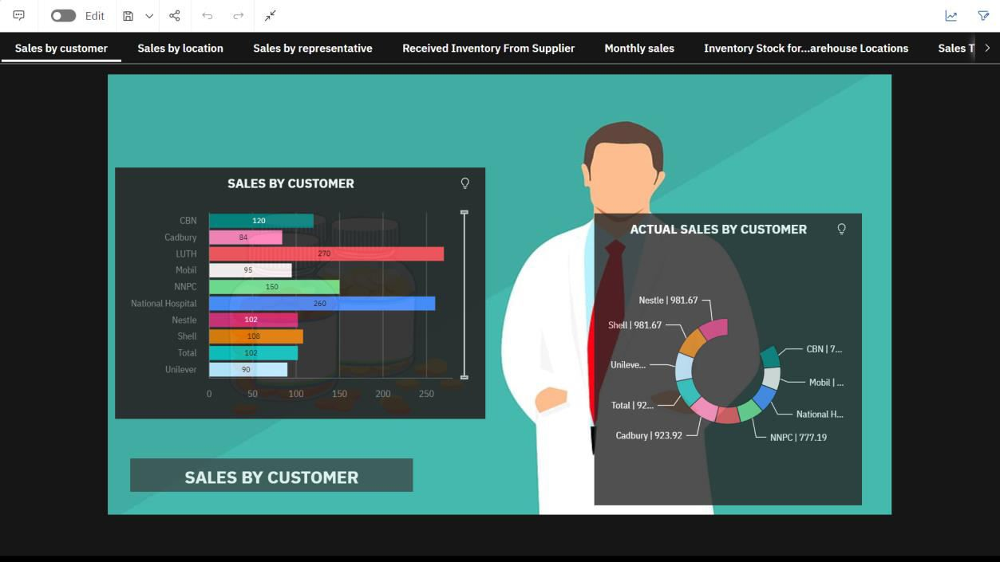 Edit
Sales by customer
Sales by location
Sales by representative
Received Inventory From Supplier
Monthly sales
Inventory Stock for...arehouse Locations
Sales T
SALES BY CUSTOMER
CBN 120
Cadbury 84
LUTH 270
Mobil 95
NNPC 150
National Hospital 260
Nestle 102
Shell 108
Total 102
Unilever 90
0 50 100 150 200 250
SALES BY CUSTOMER
ACTUAL SALES BY CUSTOMER
Nestle | 981.67
Shell | 981.67
Unileve...
Total | 92...
Cadbury | 923.92
CBN | 7...
Mobil | ...
National H...
NNPC | 777.19